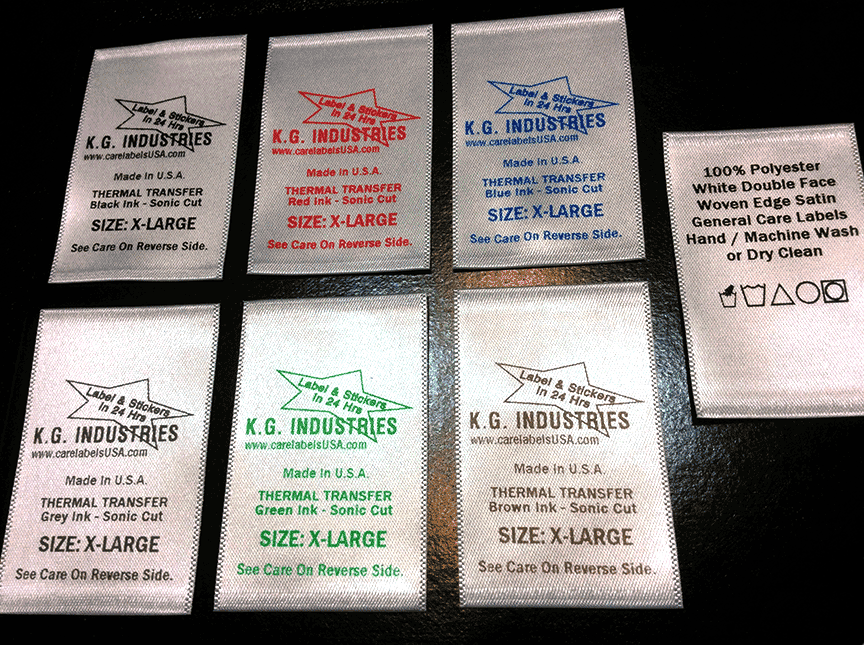 Label & Stickers
In 24 Hrs
K.G. INDUSTRIES
www.carelabelsUSA.com
Made In U.S.A.
THERMAL TRANSFER
Black Ink - Sonic Cut
SIZE: X-LARGE
See Care On Reverse Side.
Label & Stickers
In 24 Hrs
K.G. INDUSTRIES
www.carelabelsUSA.com
Made In U.S.A.
THERMAL TRANSFER
Red Ink - Sonic Cut
SIZE: X-LARGE
See Care On Reverse Side.
Label & Stickers
In 24 Hrs
K.G. INDUSTRIES
www.carelabelsUSA.com
Made In U.S.A.
THERMAL TRANSFER
Blue Ink - Sonic Cut
SIZE: X-LARGE
See Care On Reverse Side.
100% Polyester
White Double Face
Woven Edge Satin
General Care Labels
Hand / Machine Wash
or Dry Clean
Label & Stickers
In 24 Hrs
K.G. INDUSTRIES
www.carelabelsUSA.com
Made In U.S.A.
THERMAL TRANSFER
Grey Ink - Sonic Cut
SIZE: X-LARGE
See Care On Reverse Side.
Label & Stickers
In 24 Hrs
K.G. INDUSTRIES
www.carelabelsUSA.com
Made In U.S.A.
THERMAL TRANSFER
Green Ink - Sonic Cut
SIZE: X-LARGE
See Care On Reverse Side.
Label & Stickers
In 24 Hrs
K.G. INDUSTRIES
www.carelabelsUSA.com
Made In U.S.A.
THERMAL TRANSFER
Brown Ink - Sonic Cut
SIZE: X-LARGE
See Care On Reverse Side.